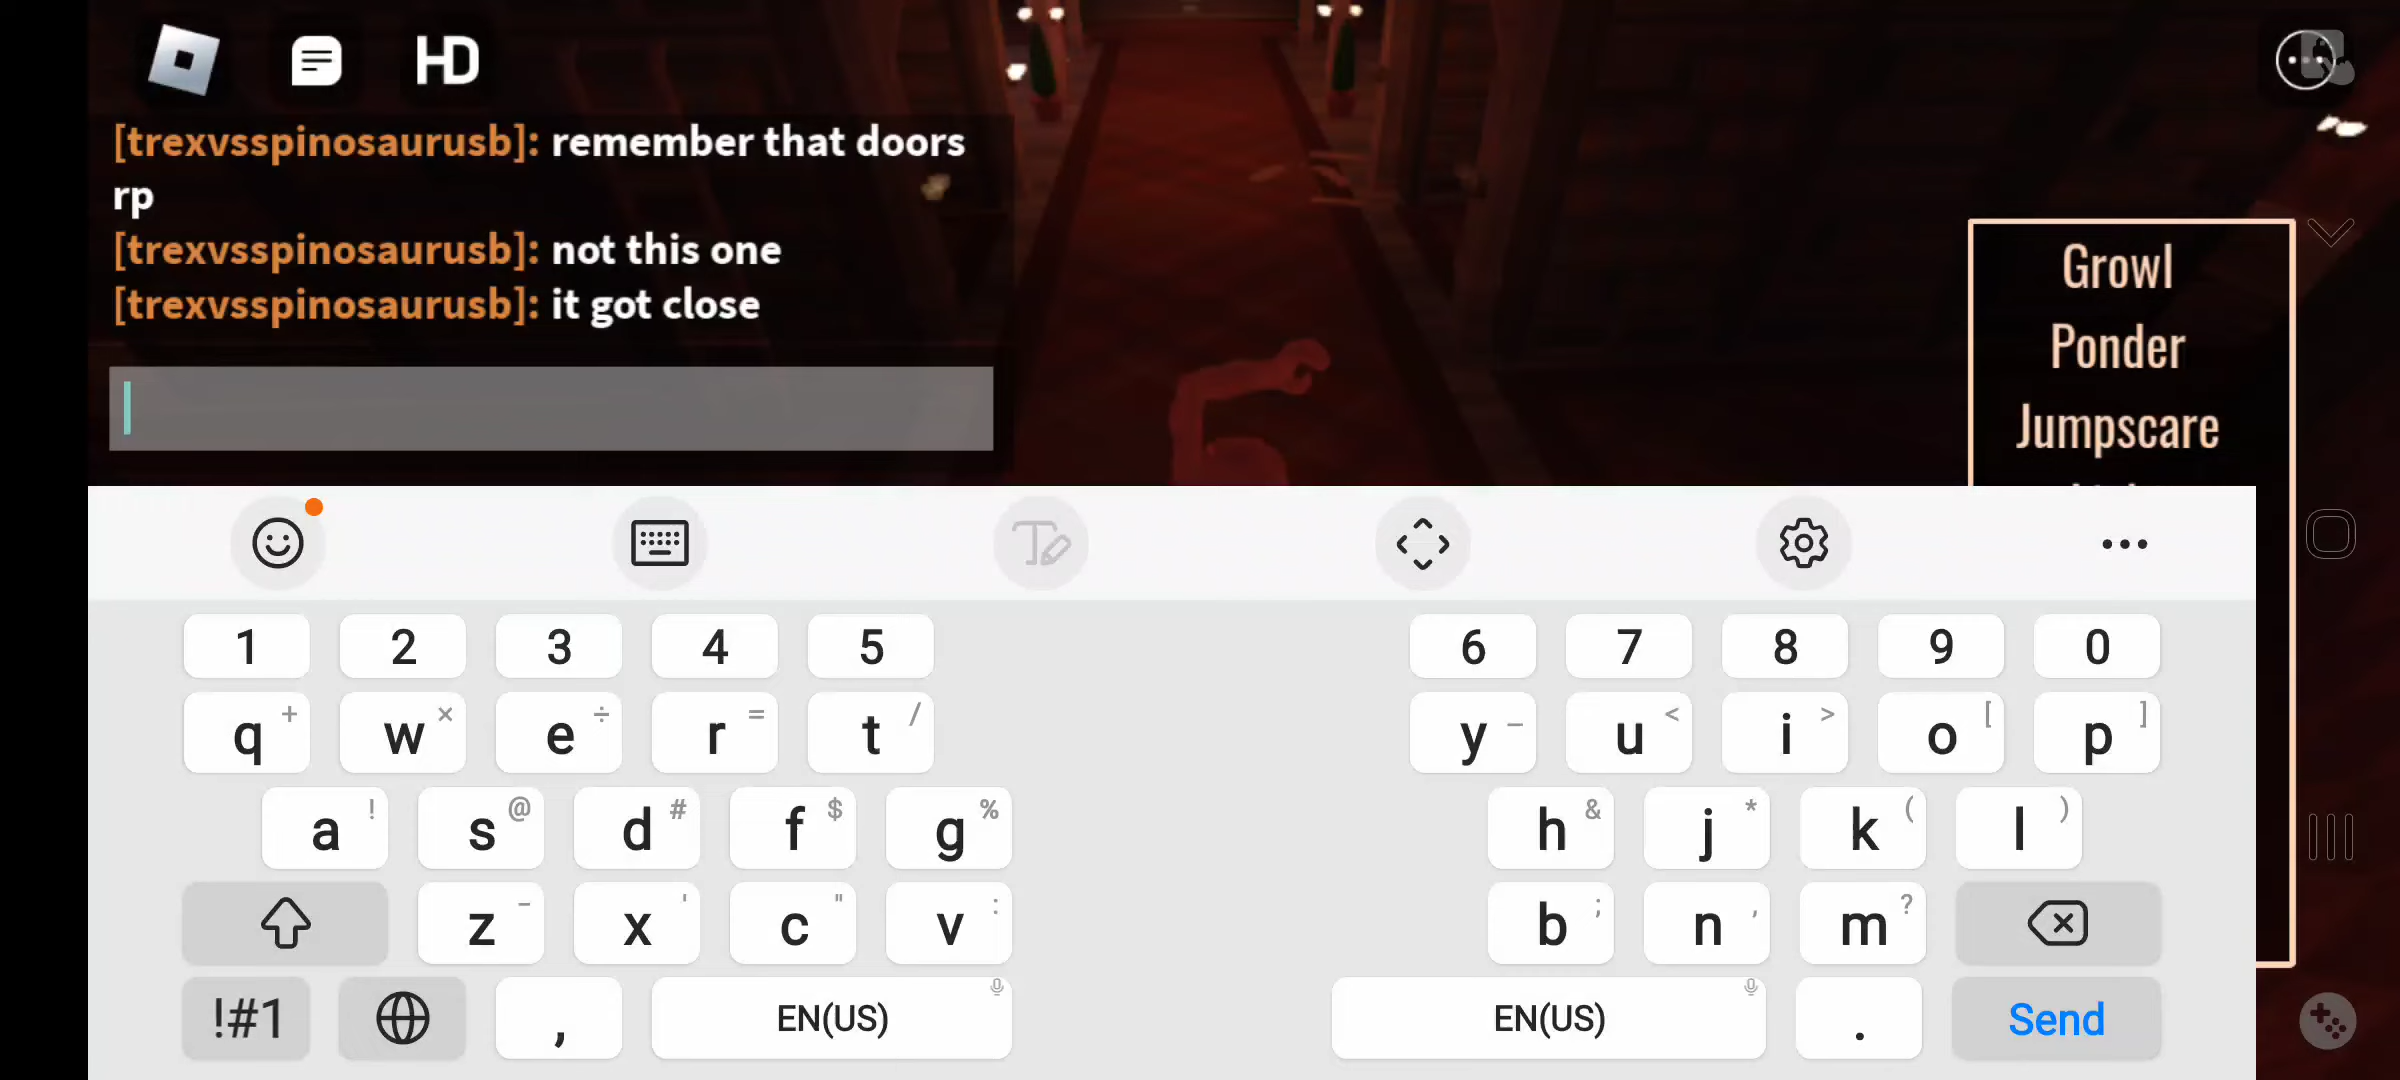 HD
[trexvsspinosaurusb]: remember that doors
rp
[trexvsspinosaurusb]: not this one
[trexvsspinosaurusb]: it got close
Growl
Ponder
Jumpscare
1 2 3 4 5 6 7 8 9 0
q + w × e ÷ r = t / y – u < i > o [ p ]
a ! s @ d # f $ g % h & j * k ( l )
z - x ' c " v : b ; n , m ?
!#1 , EN(US) EN(US) . Send